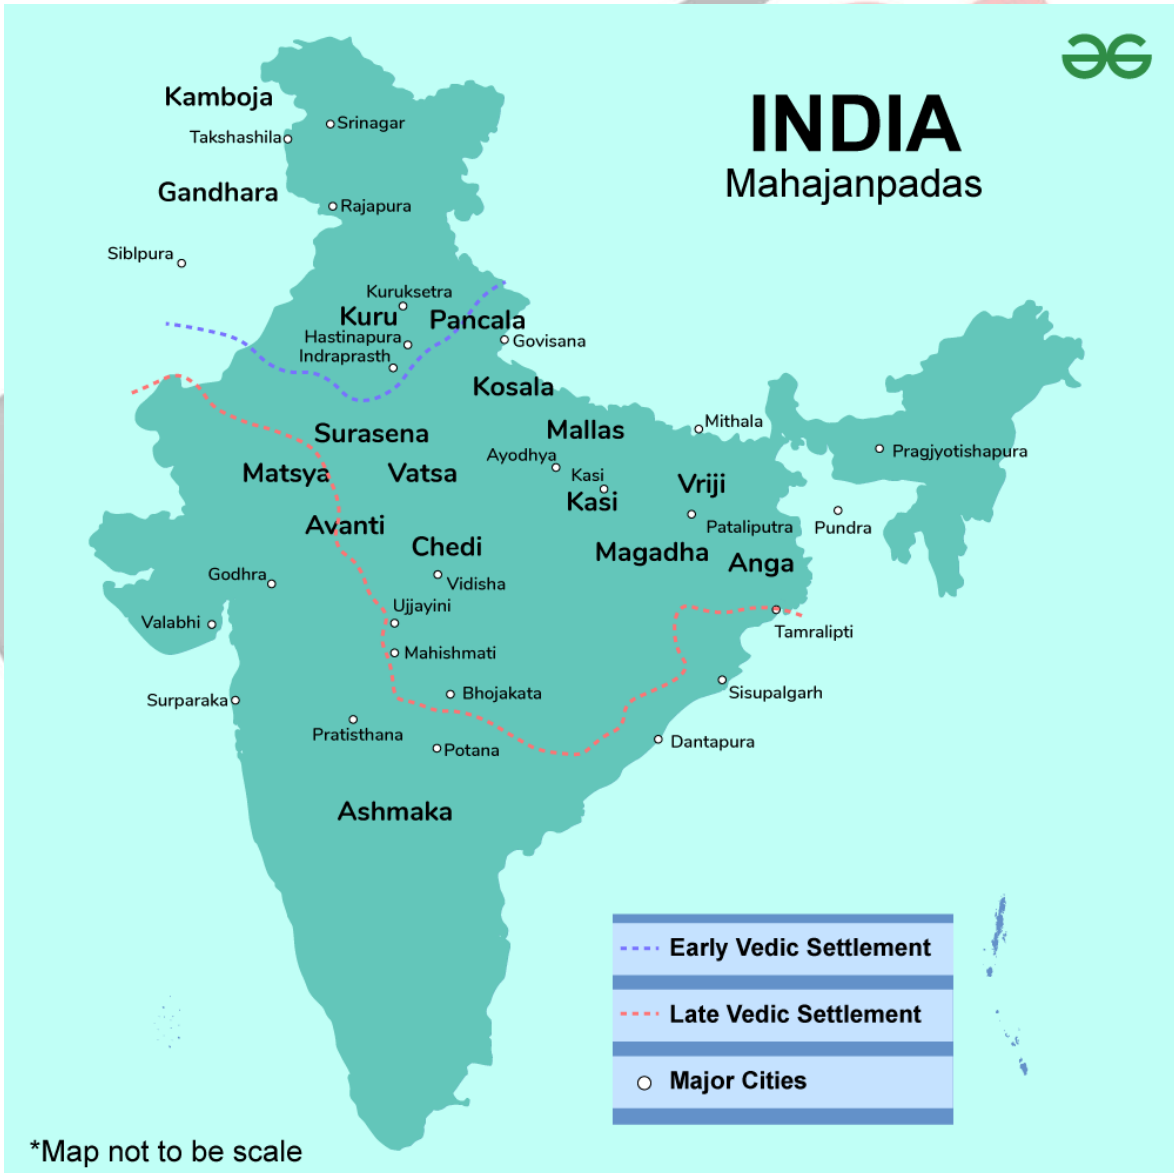 INDIA
Mahajanpadas
Kamboja
Srinagar
Takshashila
Gandhara
Rajapura
Siblpura
Kuruksetra
Kuru
Pancala
Hastinapura
Govisana
Indraprasth
Kosala
Mithala
Surasena
Mallas
Pragjyotishapura
Ayodhya
Matsya
Vatsa
Kasi
Vriji
Kasi
Avanti
Pataliputra
Pundra
Chedi
Magadha
Anga
Godhra
Vidisha
Ujjayini
Valabhi
Tamralipti
Mahishmati
Bhojakata
Sisupalgarh
Surparaka
Pratisthana
Potana
Dantapura
Ashmaka
Early Vedic Settlement
Late Vedic Settlement
Major Cities
*Map not to be scale